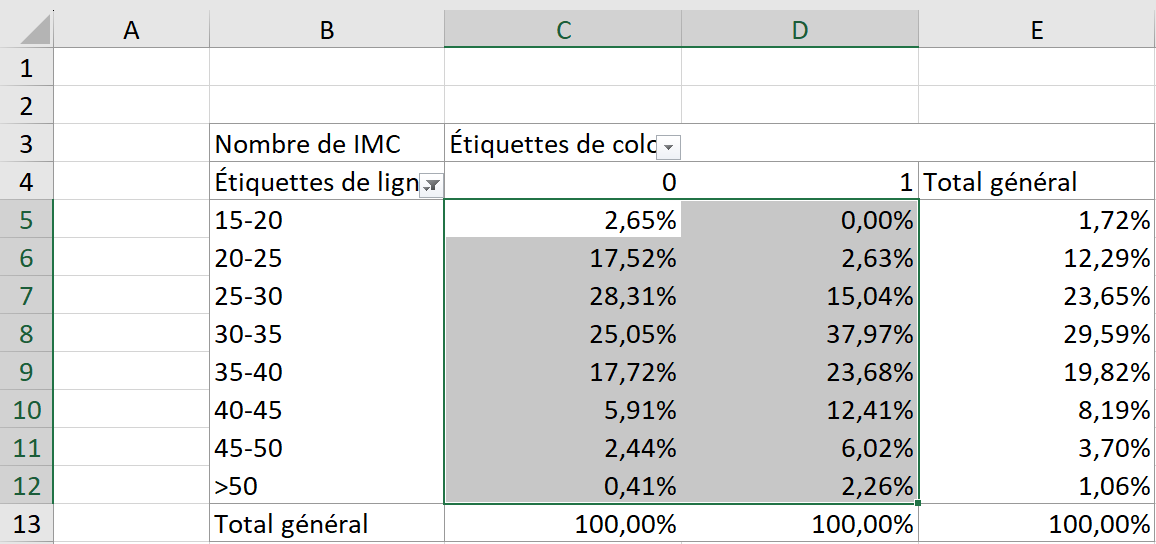 A B C D E
1
2
3 Nombre de IMC Étiquettes de colo
4 Étiquettes de lign 0 1 Total général
5 15-20 2,65% 0,00% 1,72%
6 20-25 17,52% 2,63% 12,29%
7 25-30 28,31% 15,04% 23,65%
8 30-35 25,05% 37,97% 29,59%
9 35-40 17,72% 23,68% 19,82%
10 40-45 5,91% 12,41% 8,19%
11 45-50 2,44% 6,02% 3,70%
12 >50 0,41% 2,26% 1,06%
13 Total général 100,00% 100,00% 100,00%